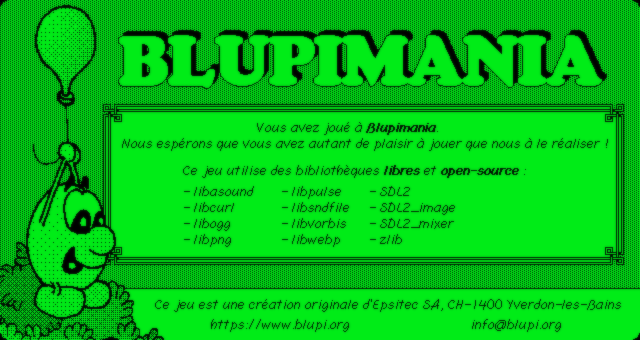 BLUPIMANIA
Vous avez joué à Blupimania.
Nous espérons que vous avez autant de plaisir à jouer que nous à le réaliser !
Ce jeu utilise des bibliothèques libres et open-source :
- libasound - libpulse - SDL2
- libcurl - libsndfile - SDL2_image
- libogg - libvorbis - SDL2_mixer
- libpng - libwebp - zlib
Ce jeu est une création originale d'Epsitec SA, CH-1400 Yverdon-les-Bains
https://www.blupi.org info@blupi.org